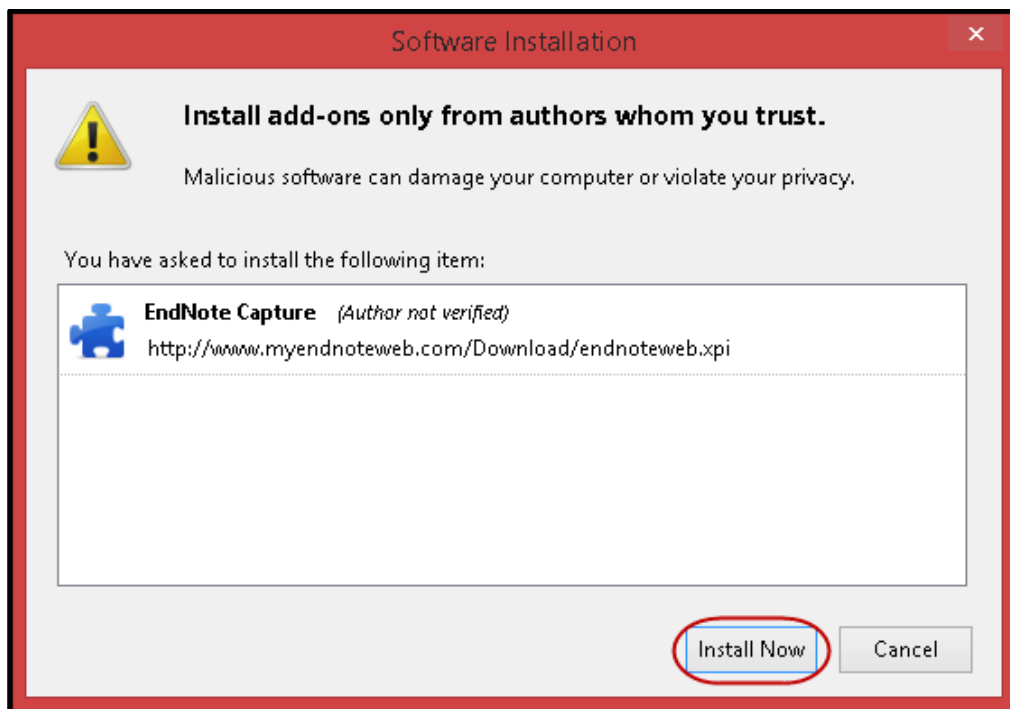 Software Installation
Install add-ons only from authors whom you trust.
Malicious software can damage your computer or violate your privacy.
You have asked to install the following item:
EndNote Capture (Author not verified)
http://www.myendnoteweb.com/Download/endnoteweb.xpi
Install Now Cancel